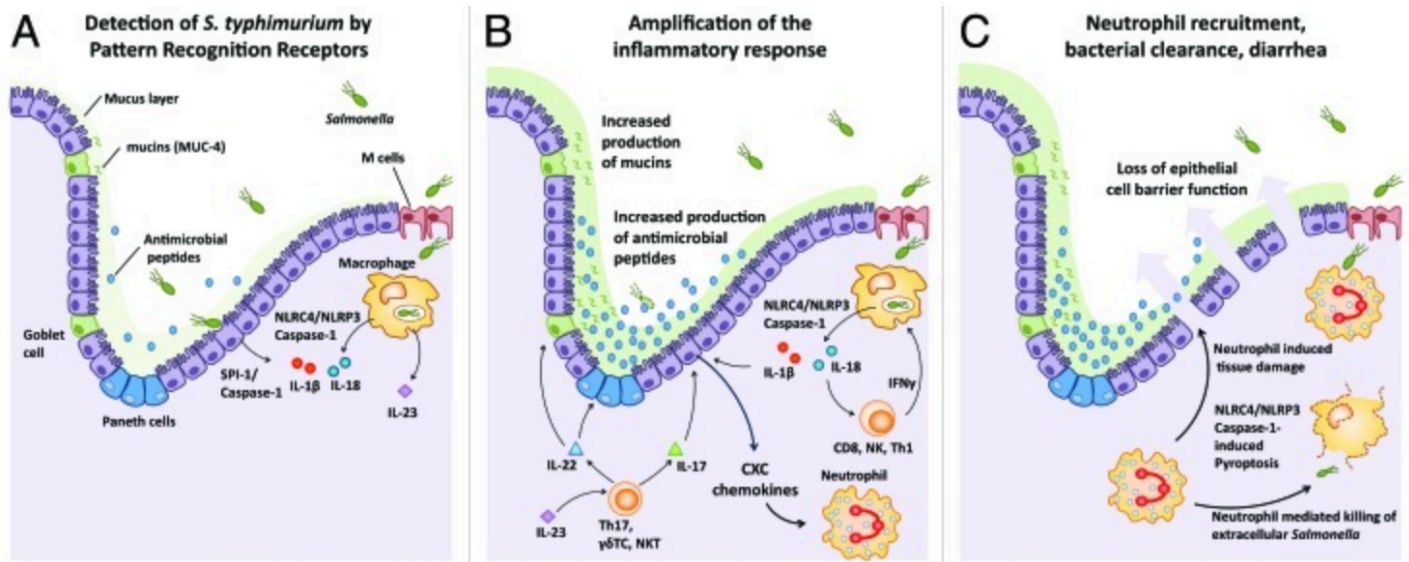 A
Detection of S. typhimurium by
Pattern Recognition Receptors
Mucus layer
Salmonella
mucins (MUC-4)
M cells
Antimicrobial
peptides
Macrophage
Goblet
cell
NLRC4/NLRP3
Caspase-1
SPI-1/
Caspase-1
IL-1β
IL-18
IL-23
Paneth cells
B
Amplification of the
inflammatory response
Increased
production
of mucins
Increased production
of antimicrobial
peptides
NLRC4/NLRP3
Caspase-1
IL-1β
IL-18
IFNγ
CD8, NK, Th1
IL-22
IL-17
CXC
chemokines
Neutrophil
IL-23
Th17,
γδTC, NKT
C
Neutrophil recruitment,
bacterial clearance, diarrhea
Loss of epithelial
cell barrier function
Neutrophil induced
tissue damage
NLRC4/NLRP3
Caspase-1-
induced
Pyroptosis
Neutrophil mediated killing of
extracellular Salmonella